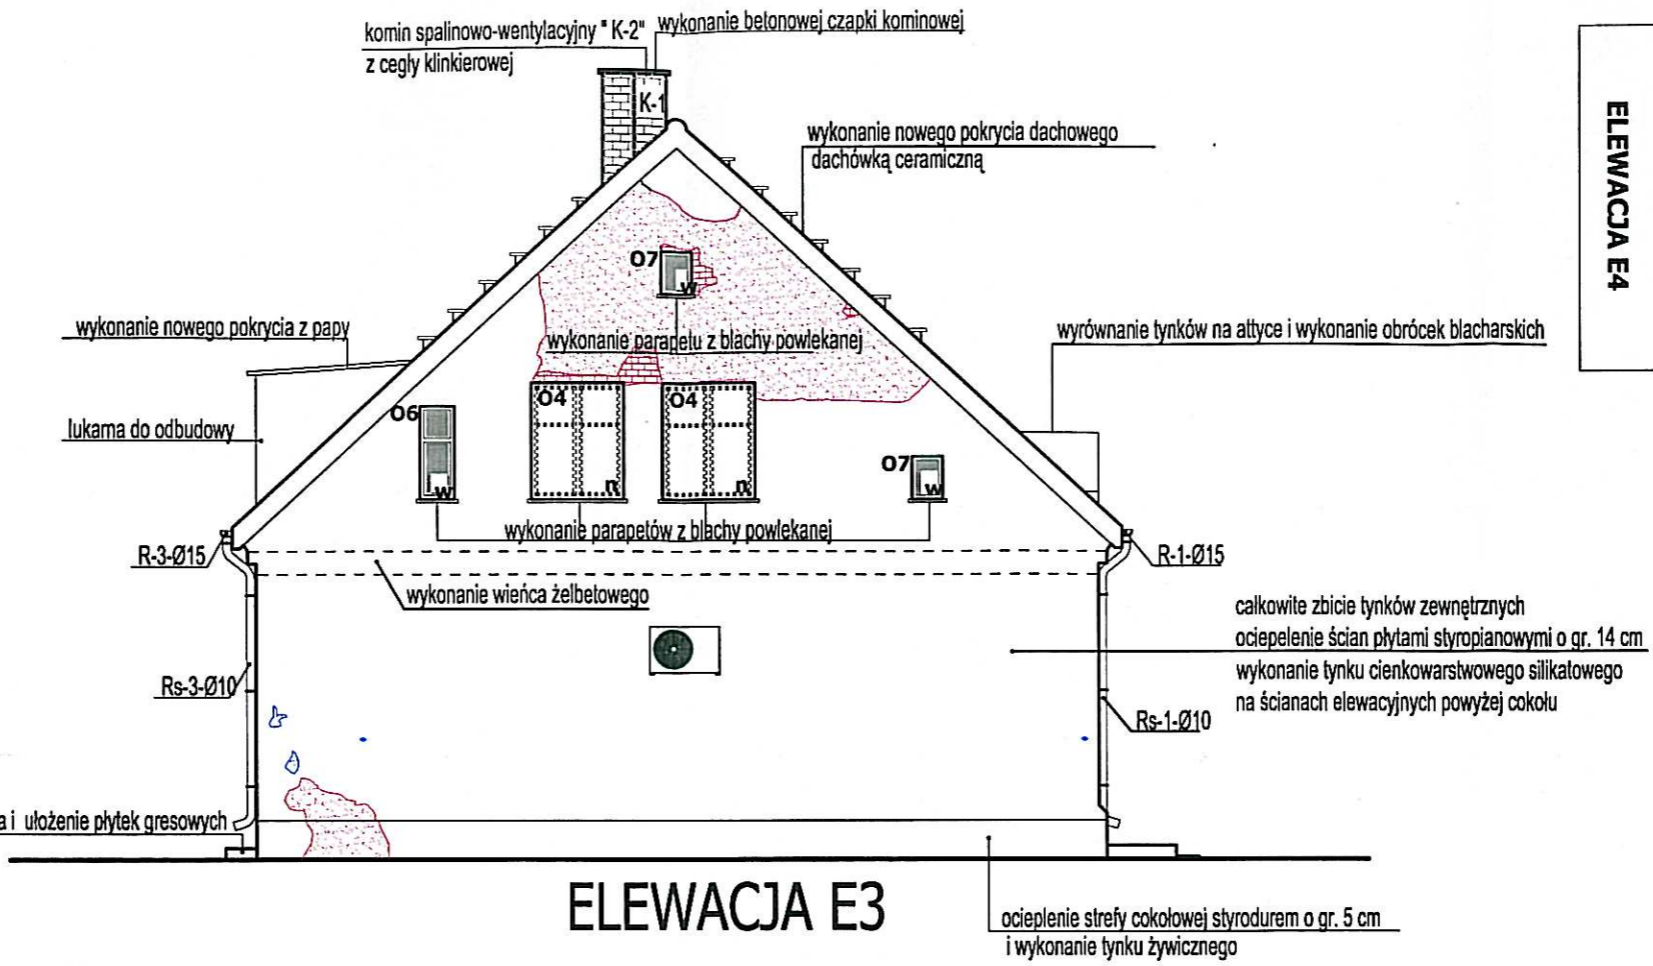 komin spalinowo-wentylacyjny " K-2"
z cegły klinkierowej
wykonanie betonowej czapki kominowej
K-1
wykonanie nowego pokrycia dachowego
dachówką ceramiczną
ELEWACJA E4
O7
w
wykonanie parapetu z blachy powlekanej
wykonanie nowego pokrycia z papy
wyrównanie tynków na attyce i wykonanie obrócek blacharskich
lukarna do odbudowy
O6
w
O4
n
O4
n
O7
w
wykonanie parapetów z blachy powlekanej
R-3-Ø15
R-1-Ø15
wykonanie wieńca żelbetowego
całkowite zbicie tynków zewnętrznych
ociepelenie ścian płytami styropianowymi o gr. 14 cm
wykonanie tynku cienkowarstwowego silikatowego
na ścianach elewacyjnych powyżej cokołu
Rs-3-Ø10
Rs-1-Ø10
a i ułożenie płytek gresowych
ELEWACJA E3
ocieplenie strefy cokołowej styrodurem o gr. 5 cm
i wykonanie tynku żywicznego